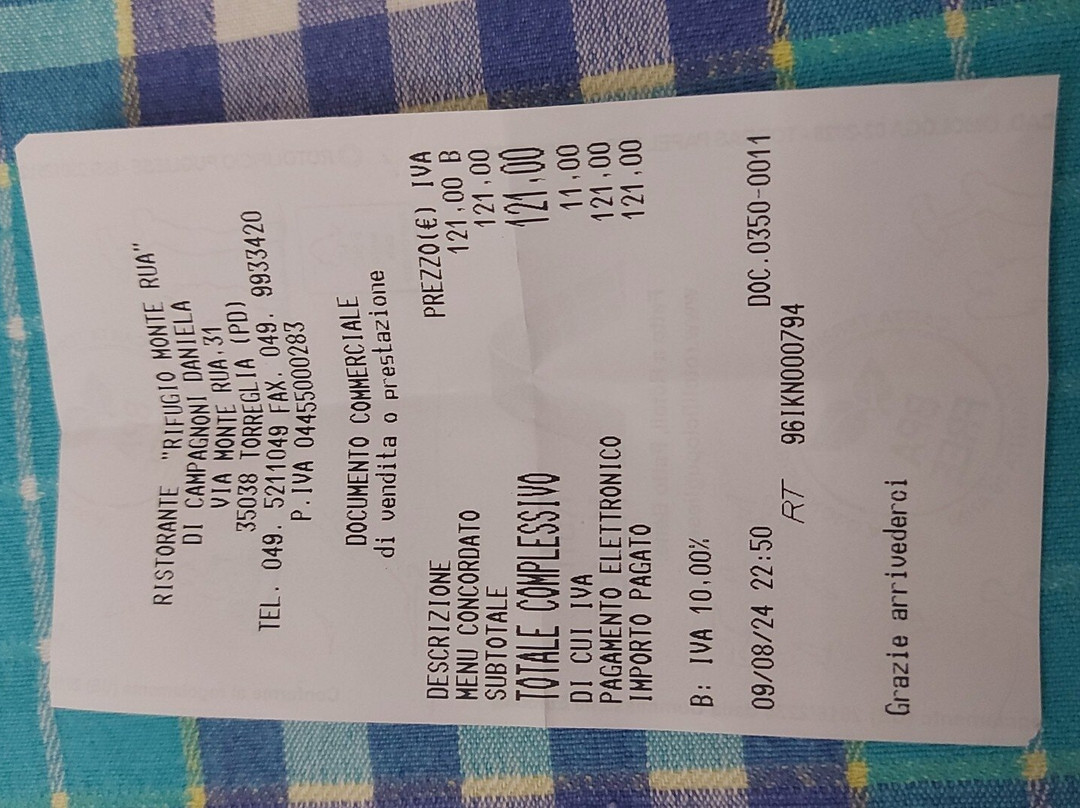 RISTORANTE "RIFUGIO MONTE RUA"
DI CAMPAGNONI DANIELA
VIA MONTE RUA,31
35038 TORREGLIA (PD)
TEL. 049. 5211049 FAX. 049. 9933420
P.IVA 04455000283
DOCUMENTO COMMERCIALE
di vendita o prestazione
DESCRIZIONE PREZZO(€) IVA
MENU CONCORDATO 121,00 B
SUBTOTALE 121,00
TOTALE COMPLESSIVO 121,00
DI CUI IVA 11,00
PAGAMENTO ELETTRONICO 121,00
IMPORTO PAGATO 121,00
B: IVA 10,00%
09/08/24 22:50 DOC.0350-0011
RT 96IKN000794
Grazie arrivederci